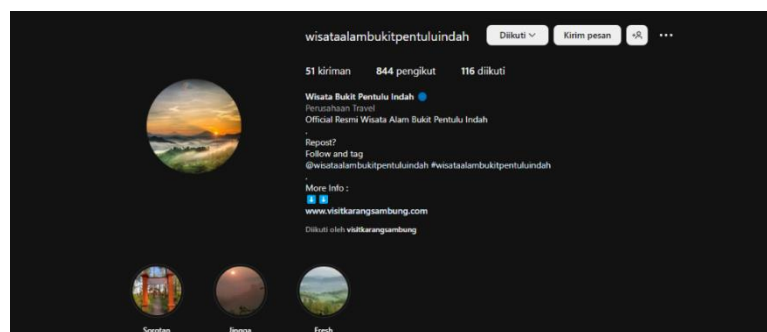 wisataalambukitpentuluindah Diikuti Kirim pesan
51 kiriman 844 pengikut 116 diikuti
Wisata Bukit Pentulu Indah
Perusahaan Travel
Official Resmi Wisata Alam Bukit Pentulu Indah
.
Repost?
Follow and tag
@wisataalambukitpentuluindah #wisataalambukitpentuluindah
.
More Info :
www.visitkarangsambung.com
Diikuti oleh visitkarangsambung
Sorotan Jingga Fresh